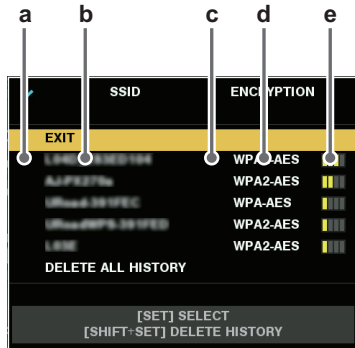 a b c d e
SSID ENCRYPTION
EXIT
WPA2-AES
WPA2-AES
WPA-AES
WPA2-AES
WPA2-AES
DELETE ALL HISTORY
[SET] SELECT
[SHIFT+SET] DELETE HISTORY